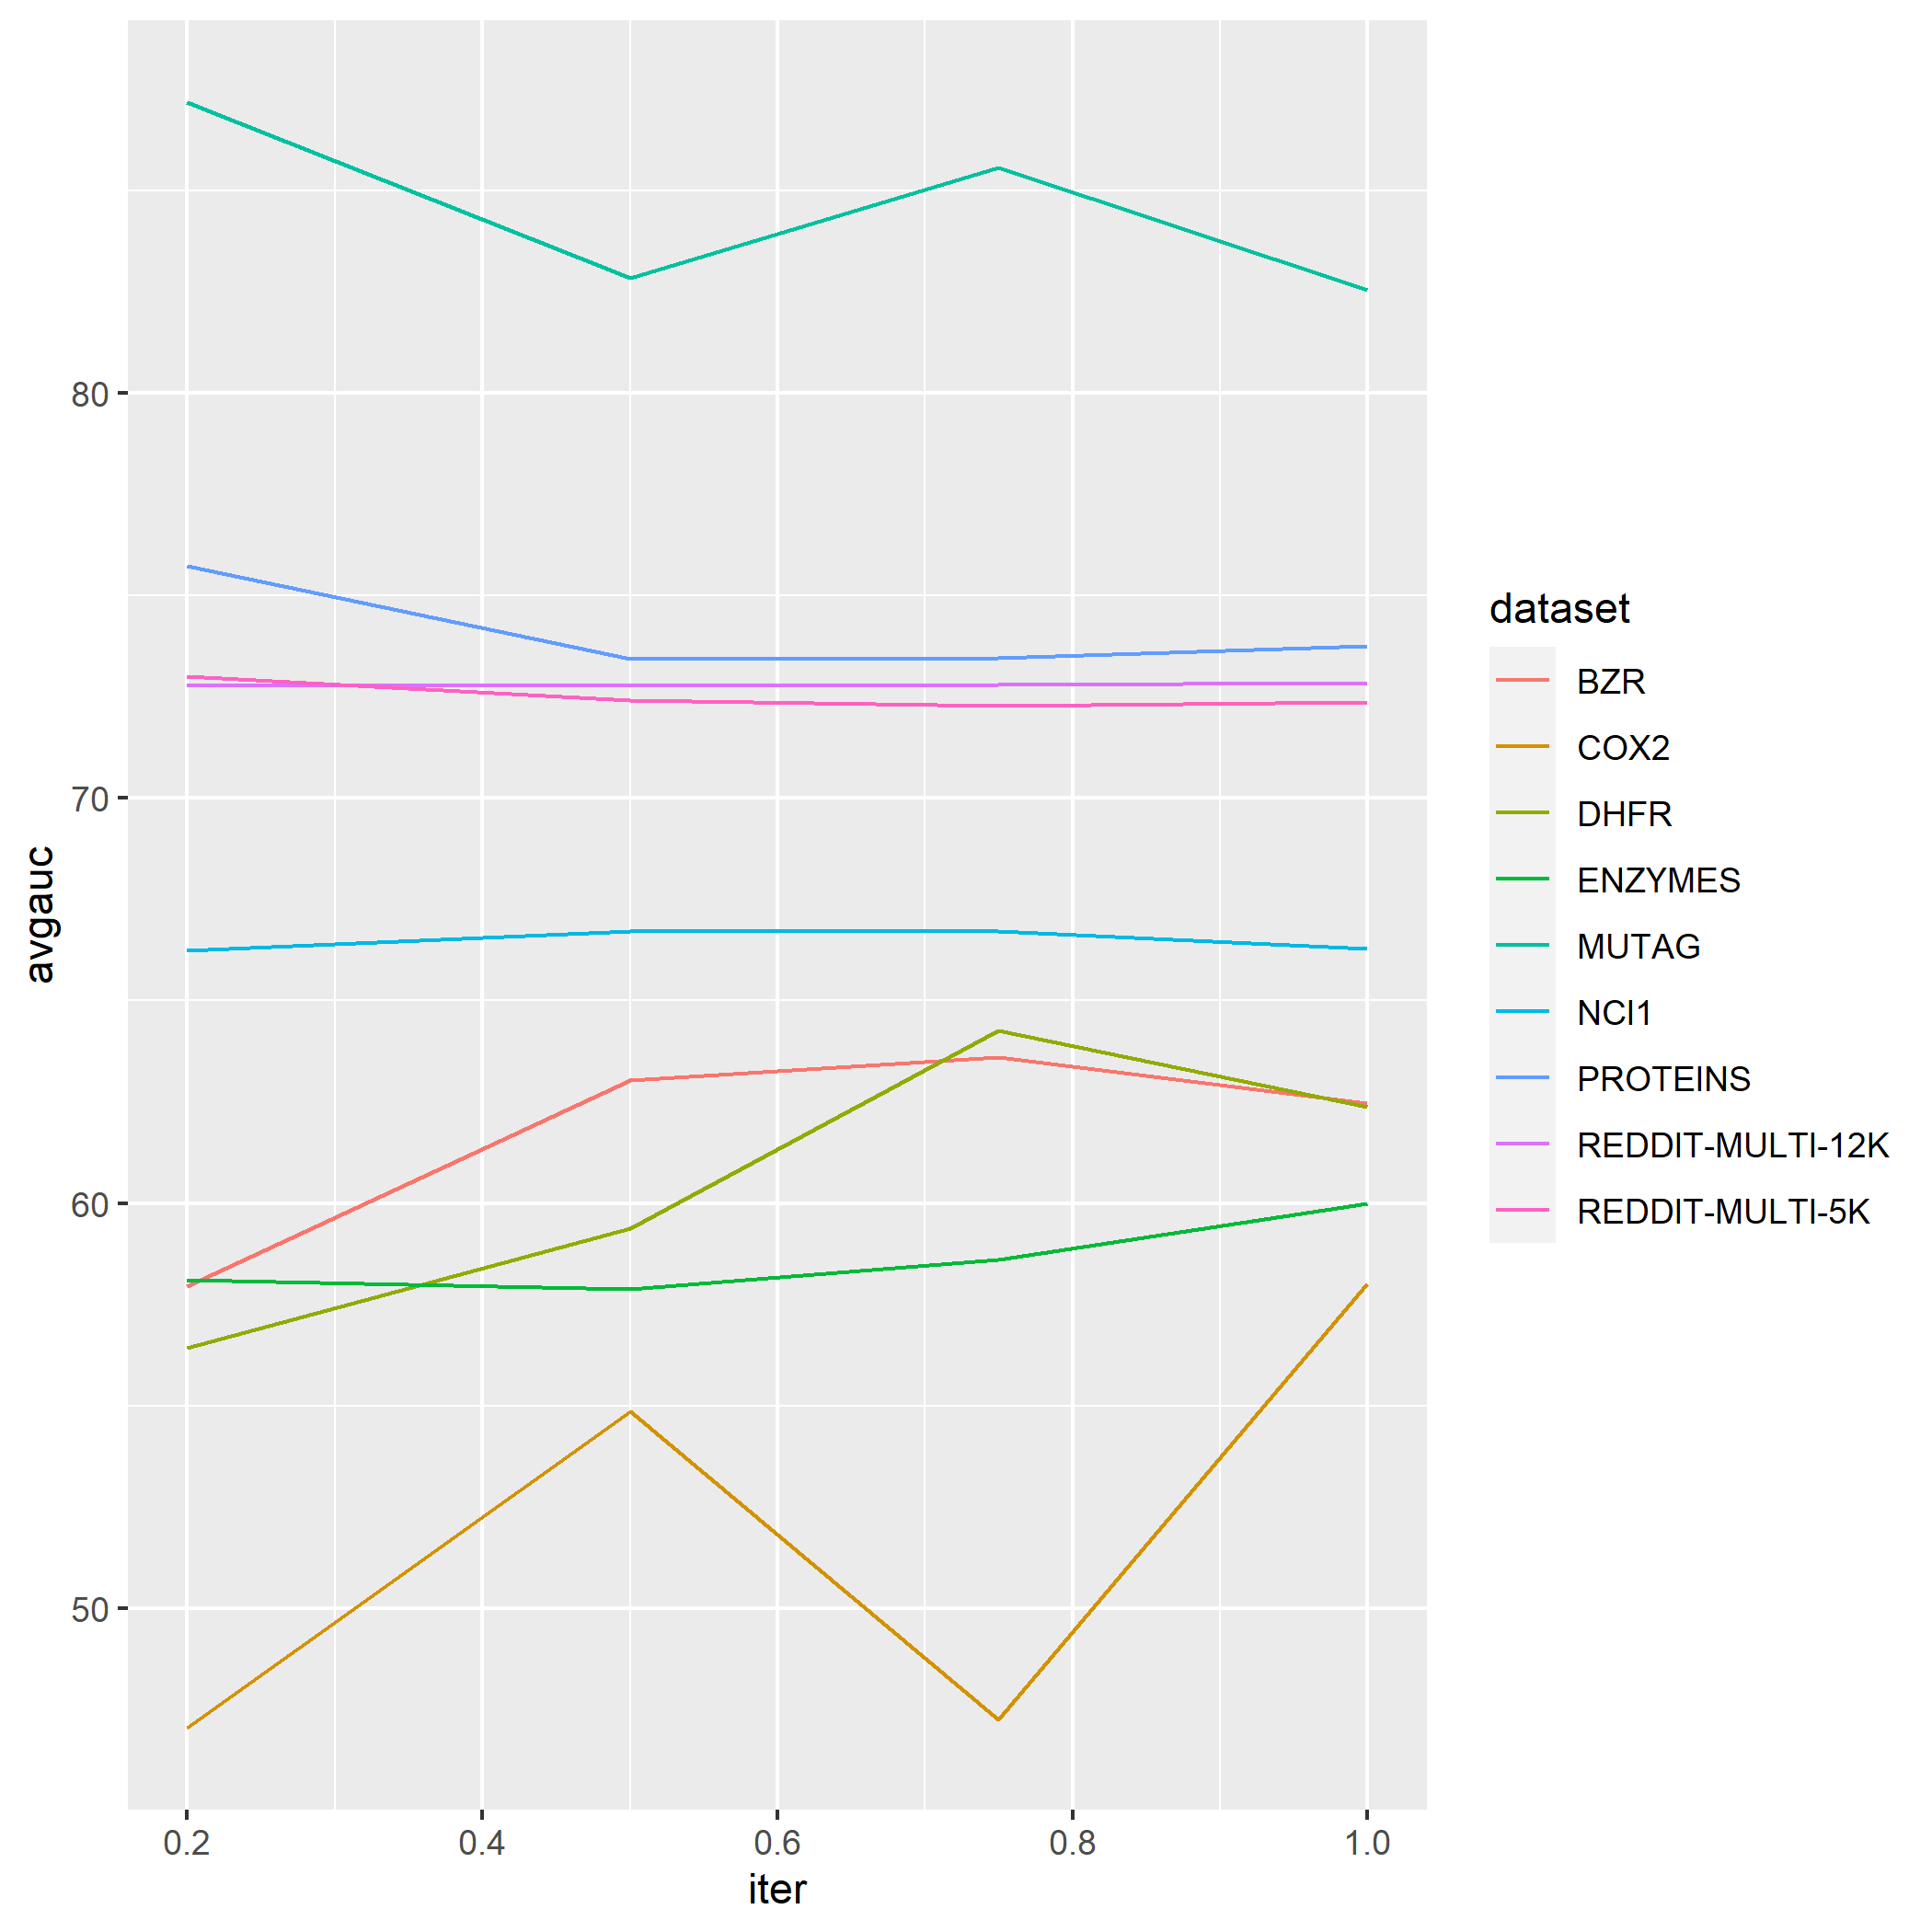 avgauc
80
70
60
50
0.2 0.4 0.6 0.8 1.0
iter
dataset
BZR
COX2
DHFR
ENZYMES
MUTAG
NCI1
PROTEINS
REDDIT-MULTI-12K
REDDIT-MULTI-5K